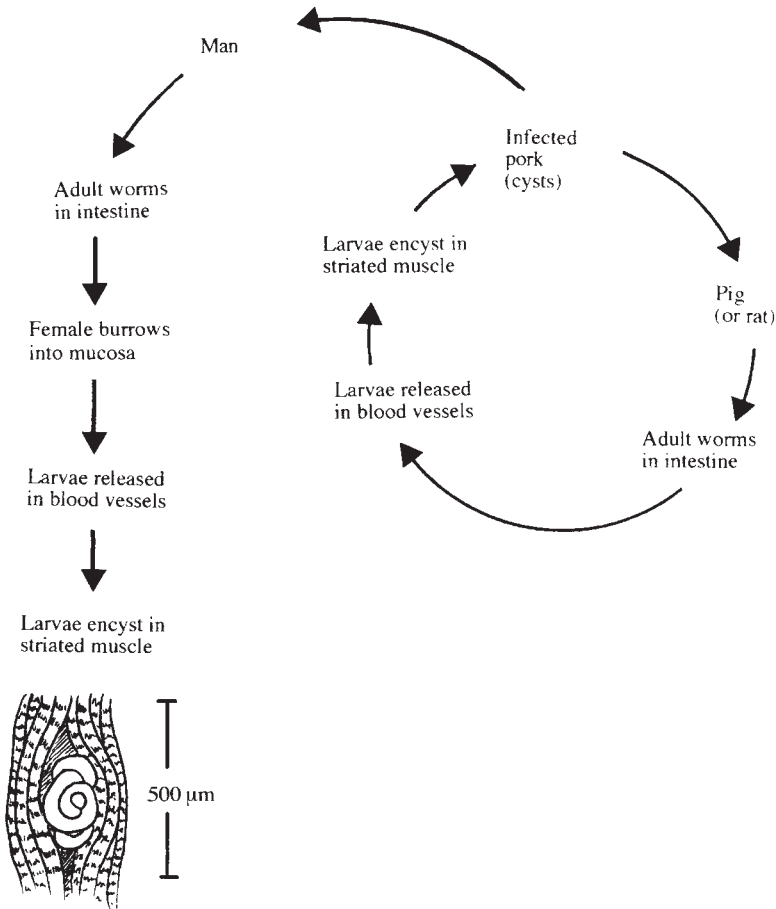 Man
Adult worms
in intestine
Female burrows
into mucosa
Larvae released
in blood vessels
Larvae encyst in
striated muscle
500 µm
Infected
pork
(cysts)
Pig
(or rat)
Adult worms
in intestine
Larvae released
in blood vessels
Larvae encyst in
striated muscle